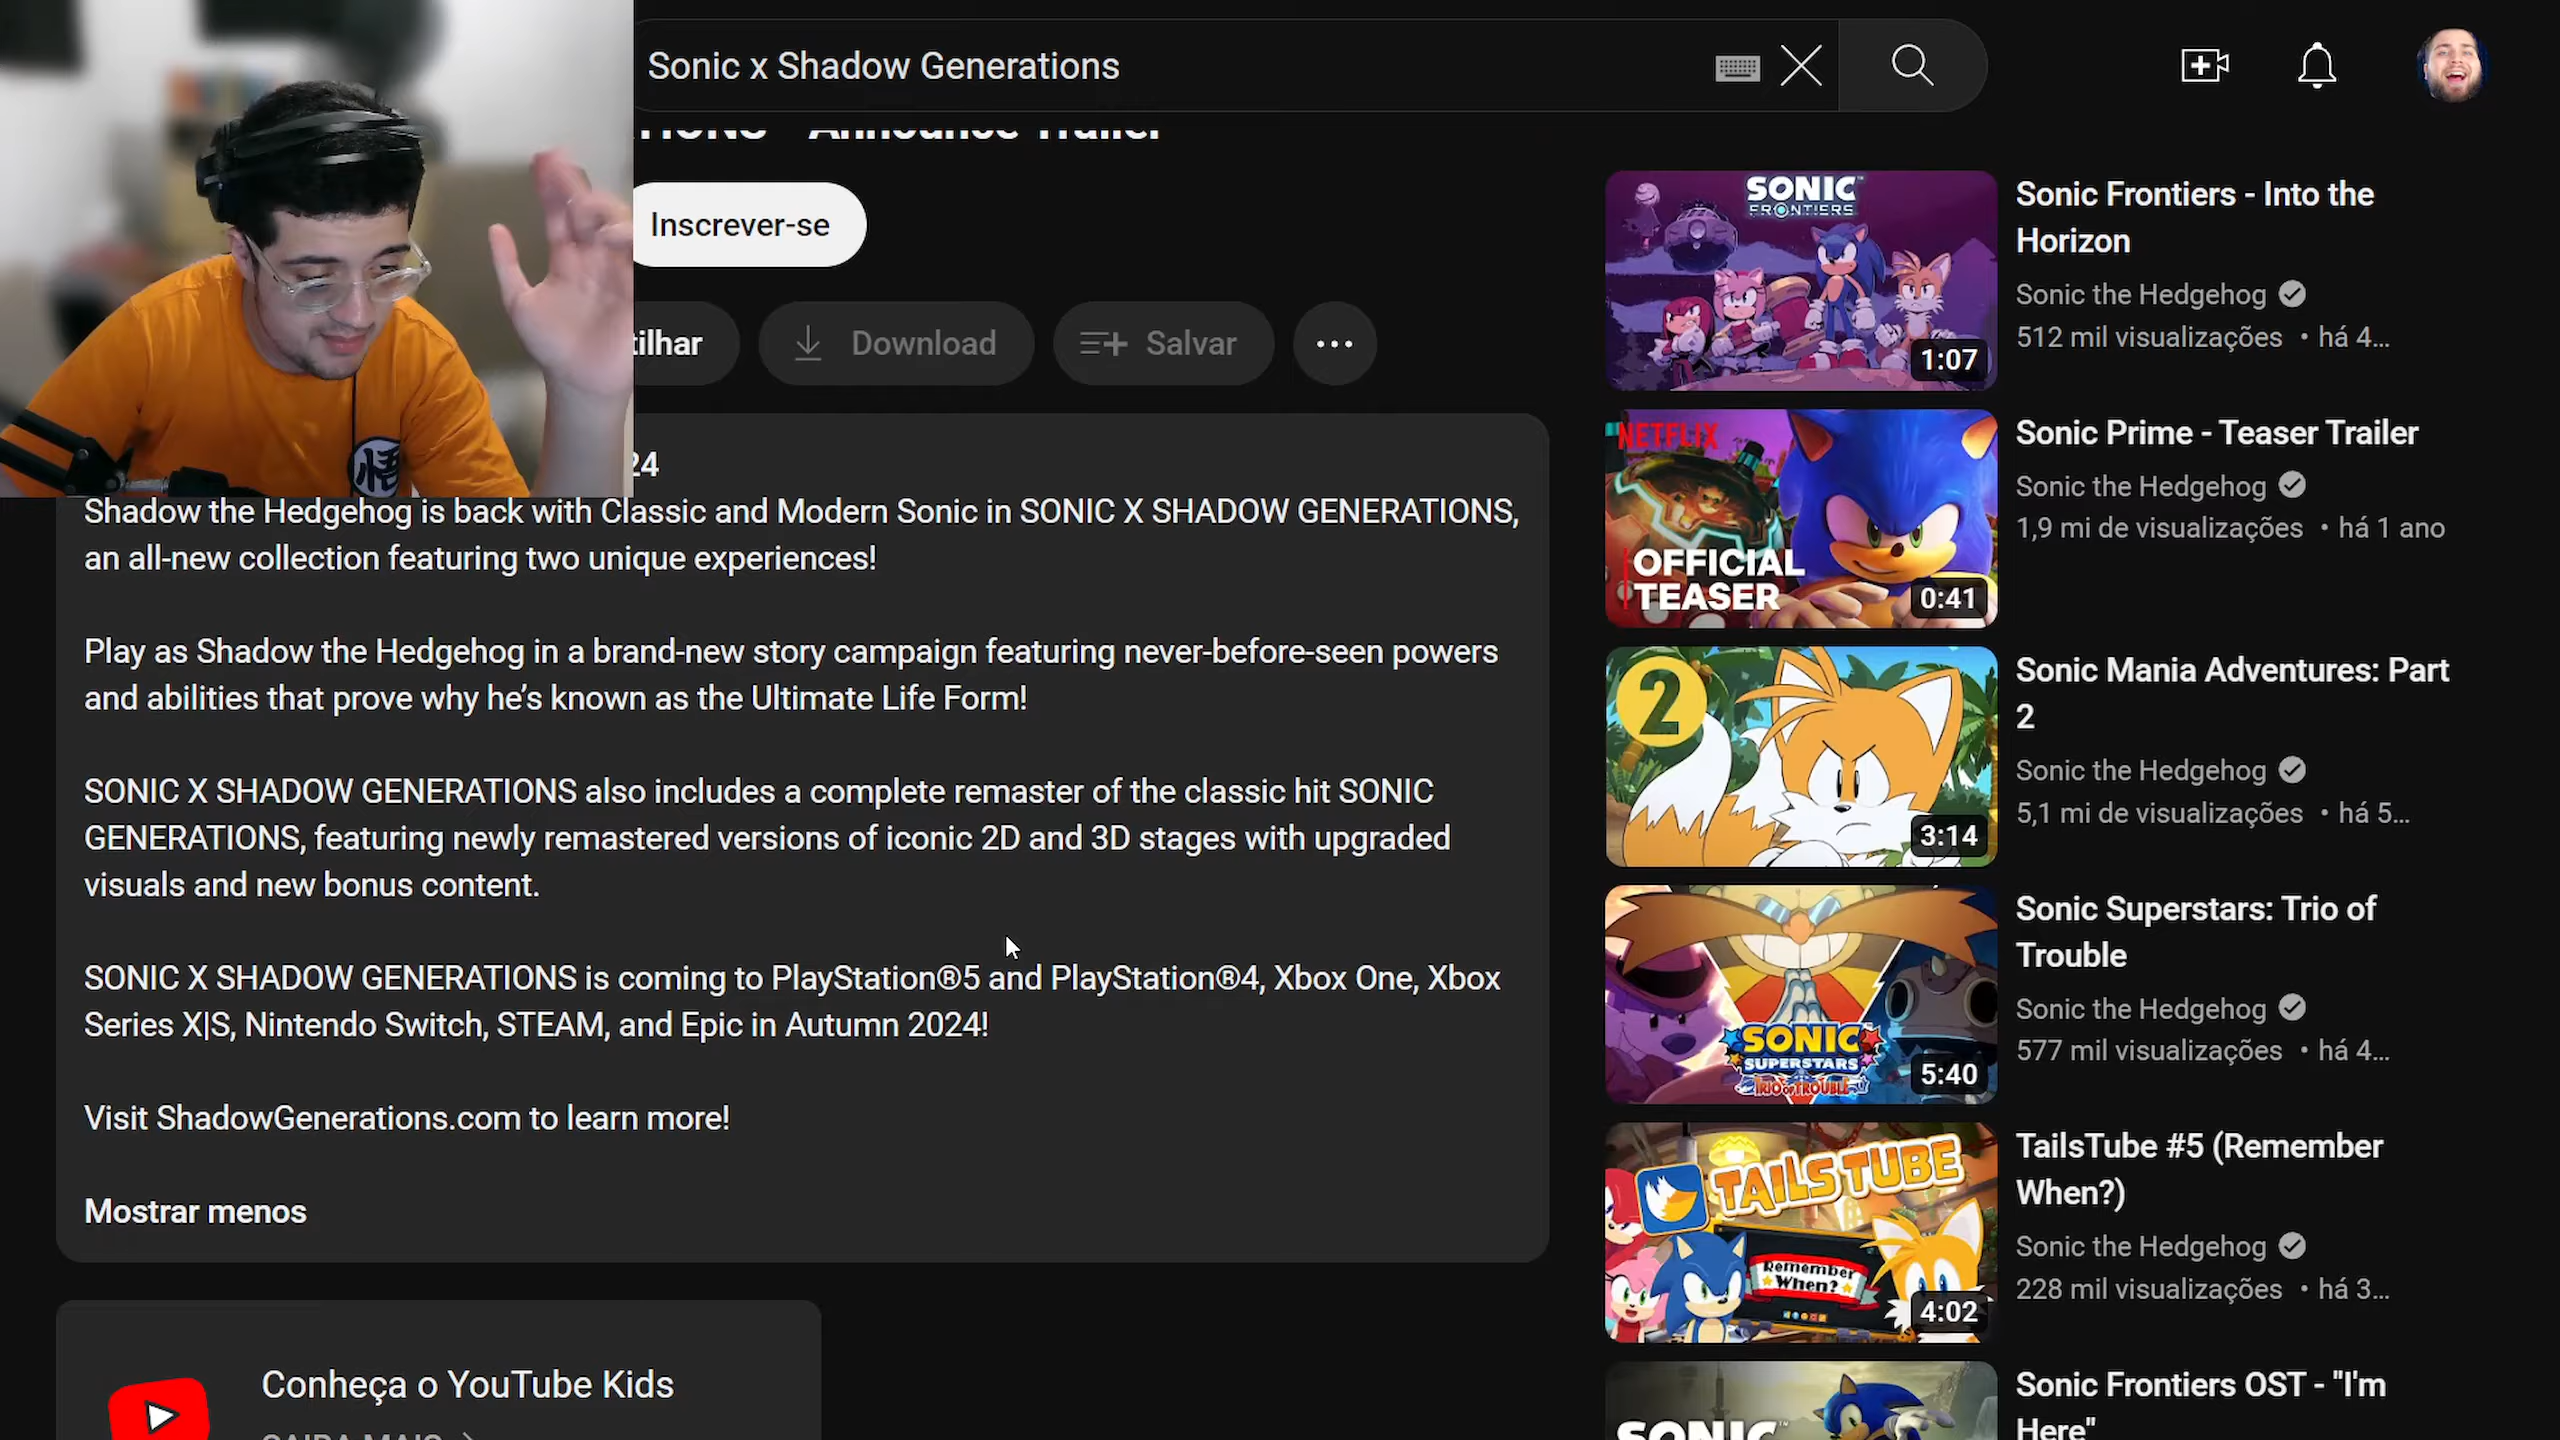 Sonic x Shadow Generations
Announce Trailer
Inscrever-se
tilhar
Download
Salvar
24
Shadow the Hedgehog is back with Classic and Modern Sonic in SONIC X SHADOW GENERATIONS,
an all-new collection featuring two unique experiences!
Play as Shadow the Hedgehog in a brand-new story campaign featuring never-before-seen powers
and abilities that prove why he’s known as the Ultimate Life Form!
SONIC X SHADOW GENERATIONS also includes a complete remaster of the classic hit SONIC
GENERATIONS, featuring newly remastered versions of iconic 2D and 3D stages with upgraded
visuals and new bonus content.
SONIC X SHADOW GENERATIONS is coming to PlayStation®5 and PlayStation®4, Xbox One, Xbox
Series X|S, Nintendo Switch, STEAM, and Epic in Autumn 2024!
Visit ShadowGenerations.com to learn more!
Mostrar menos
Conheça o YouTube Kids
SAIBA MAIS
悟
SONIC
FRONTIERS
1:07
Sonic Frontiers - Into the
Horizon
Sonic the Hedgehog
512 mil visualizações • há 4...
NETFLIX
OFFICIAL
TEASER
0:41
Sonic Prime - Teaser Trailer
Sonic the Hedgehog
1,9 mi de visualizações • há 1 ano
2
3:14
Sonic Mania Adventures: Part
2
Sonic the Hedgehog
5,1 mi de visualizações • há 5...
SONIC
SUPERSTARS
TRIO OF TROUBLE
5:40
Sonic Superstars: Trio of
Trouble
Sonic the Hedgehog
577 mil visualizações • há 4...
TAILSTUBE
Remember
When?
4:02
TailsTube #5 (Remember
When?)
Sonic the Hedgehog
228 mil visualizações • há 3...
SONIC
Sonic Frontiers OST - "I'm
Here"